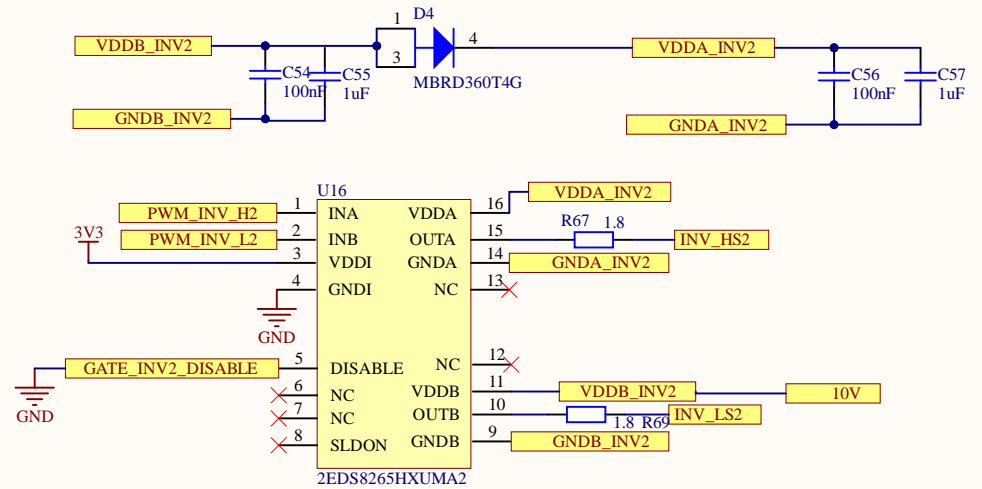 D4
VDDB_INV2
1
3
4
VDDA_INV2
C54
100nF
C55
1uF
MBRD360T4G
C56
100nF
C57
1uF
GNDB_INV2
GNDA_INV2
U16
VDDA_INV2
PWM_INV_H2
1
INA
VDDA
16
R67
1.8
3V3
PWM_INV_L2
2
INB
OUTA
15
INV_HS2
3
VDDI
GNDA
14
GNDA_INV2
4
GNDI
NC
13
GND
GATE_INV2_DISABLE
5
DISABLE
NC
12
GND
6
NC
VDDB
11
VDDB_INV2
10V
7
NC
OUTB
10
INV_LS2
1.8
R69
8
SLDON
GNDB
9
GNDB_INV2
2EDS8265HXUMA2